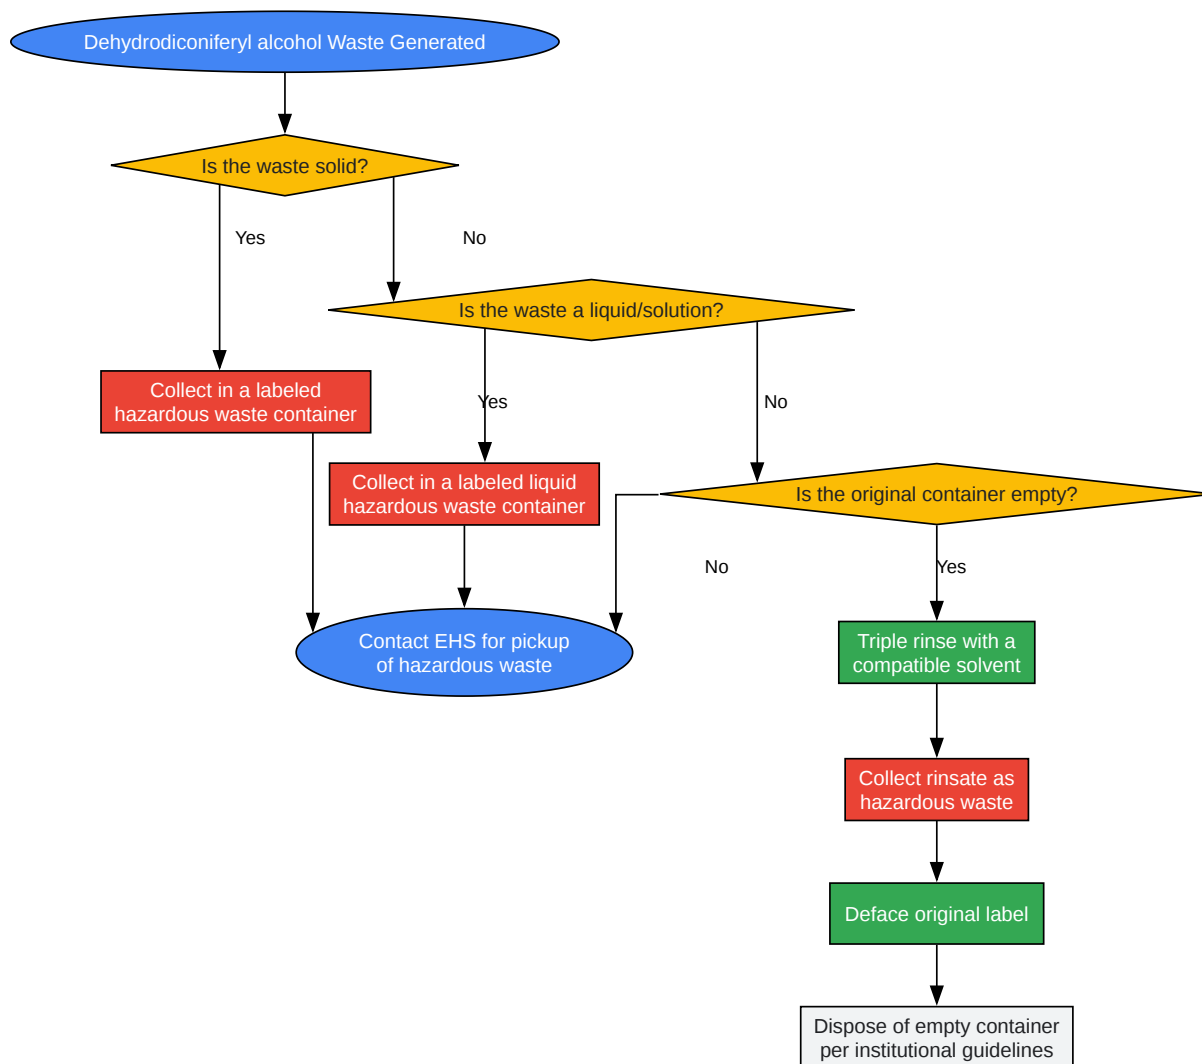 Dehydrodiconiferyl alcohol Waste Generated
Is the waste solid?
Yes
No
Is the waste a liquid/solution?
Collect in a labeled
hazardous waste container
Yes
No
Collect in a labeled liquid
hazardous waste container
Is the original container empty?
No
Yes
Contact EHS for pickup
of hazardous waste
Triple rinse with a
compatible solvent
Collect rinsate as
hazardous waste
Deface original label
Dispose of empty container
per institutional guidelines